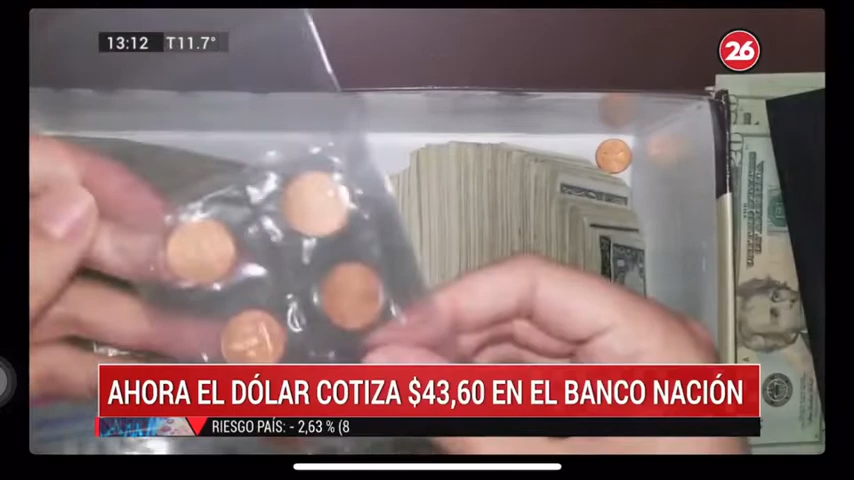 13:12 T11.7°
26
AHORA EL DÓLAR COTIZA $43,60 EN EL BANCO NACIÓN
RIESGO PAÍS: - 2,63 % (8